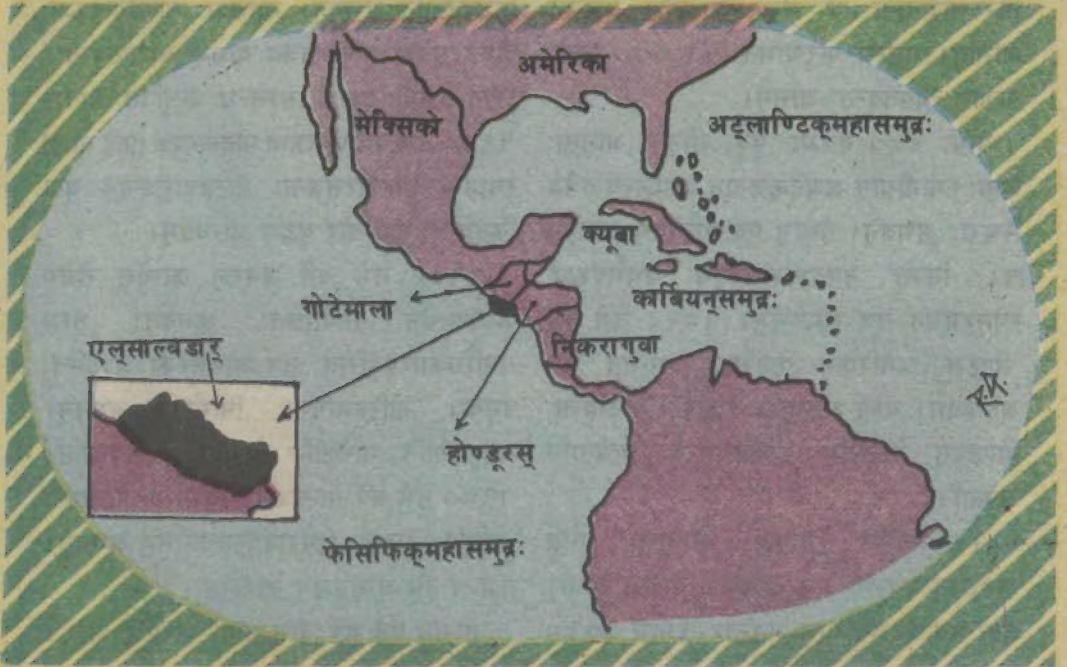 अमेरिका
मेक्सिको
अट्लाण्टिक्महासमुद्रः
क्यूबा
गोटेमाला
कार्बियन्समुद्रः
एल्साल्वडार्
निकरागुवा
होण्डूरस्
फेसिफिक्महासमुद्रः